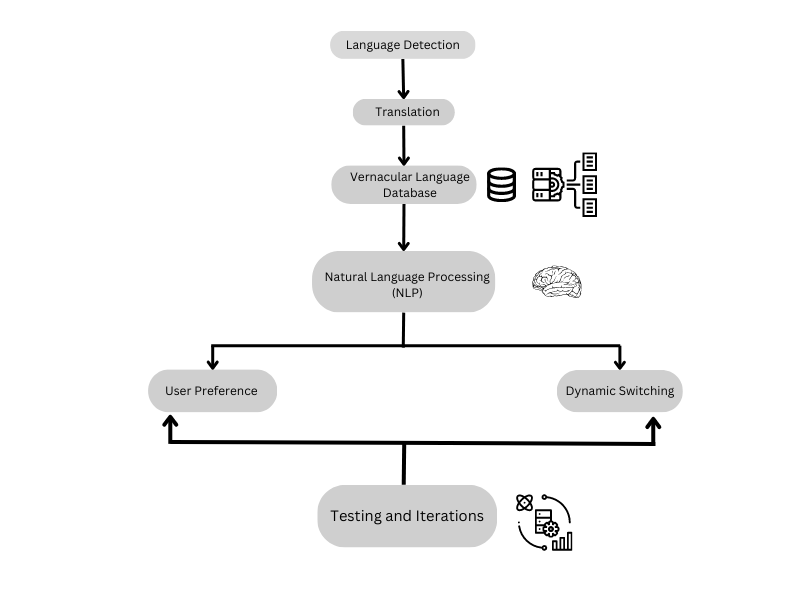 Language Detection
Translation
Vernacular Language
Database
Natural Language Processing
(NLP)
User Preference
Dynamic Switching
Testing and Iterations